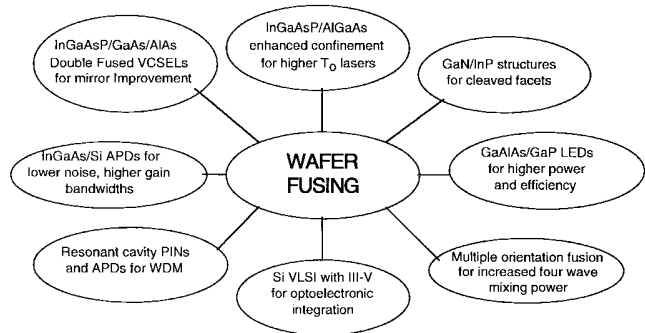 InGaAsP/GaAs/AlAs
Double Fused VCSELs
for mirror Improvement
InGaAsP/AlGaAs
enhanced confinement
for higher To lasers
GaN/InP structures
for cleaved facets
InGaAs/Si APDs for
lower noise, higher gain
bandwidths
WAFER
FUSING
GaAlAs/GaP LEDs
for higher power
and efficiency
Resonant cavity PINs
and APDs for WDM
Si VLSI with III-V
for optoelectronic
integration
Multiple orientation fusion
for increased four wave
mixing power